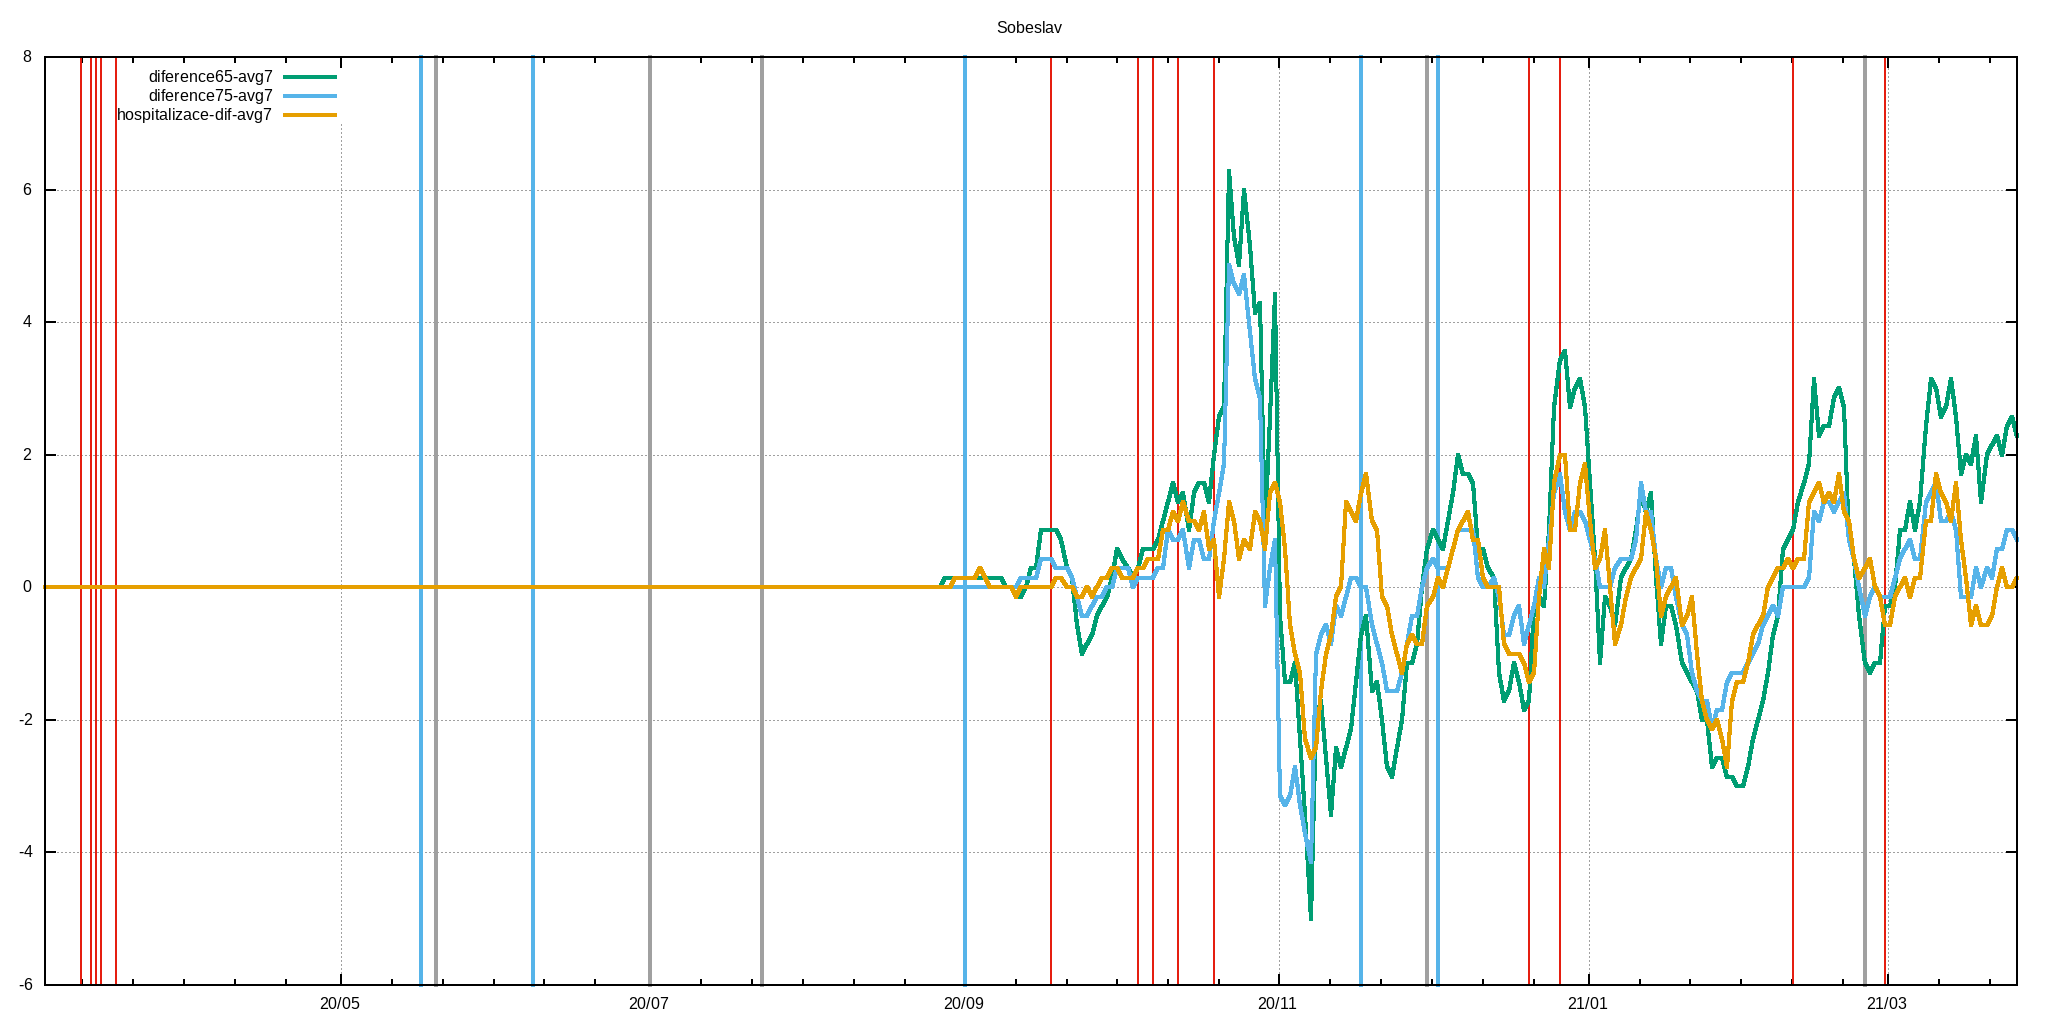 Sobeslav
8
diference65-avg7
diference75-avg7
hospitalizace-dif-avg7
6
4
2
0
-2
-4
-6
20/05 20/07 20/09 20/11 21/01 21/03